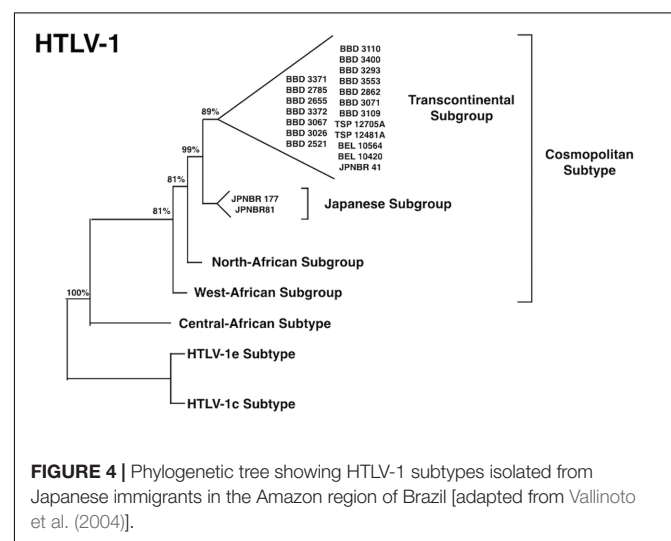 HTLV-1
BBD 3110
BBD 3400
BBD 3293
BBD 3553
BBD 2862
BBD 3071
BBD 3109
TSP 12705A
TSP 12481A
BEL 10564
BEL 10420
JPNBR 41
BBD 3371
BBD 2785
BBD 2655
BBD 3372
BBD 3067
BBD 3026
BBD 2521
Transcontinental
Subgroup
Cosmopolitan
Subtype
89%
99%
81%
81%
100%
JPNBR 177
JPNBR81
Japanese Subgroup
North-African Subgroup
West-African Subgroup
Central-African Subtype
HTLV-1e Subtype
HTLV-1c Subtype
FIGURE 4 | Phylogenetic tree showing HTLV-1 subtypes isolated from
Japanese immigrants in the Amazon region of Brazil [adapted from Vallinoto
et al. (2004)].